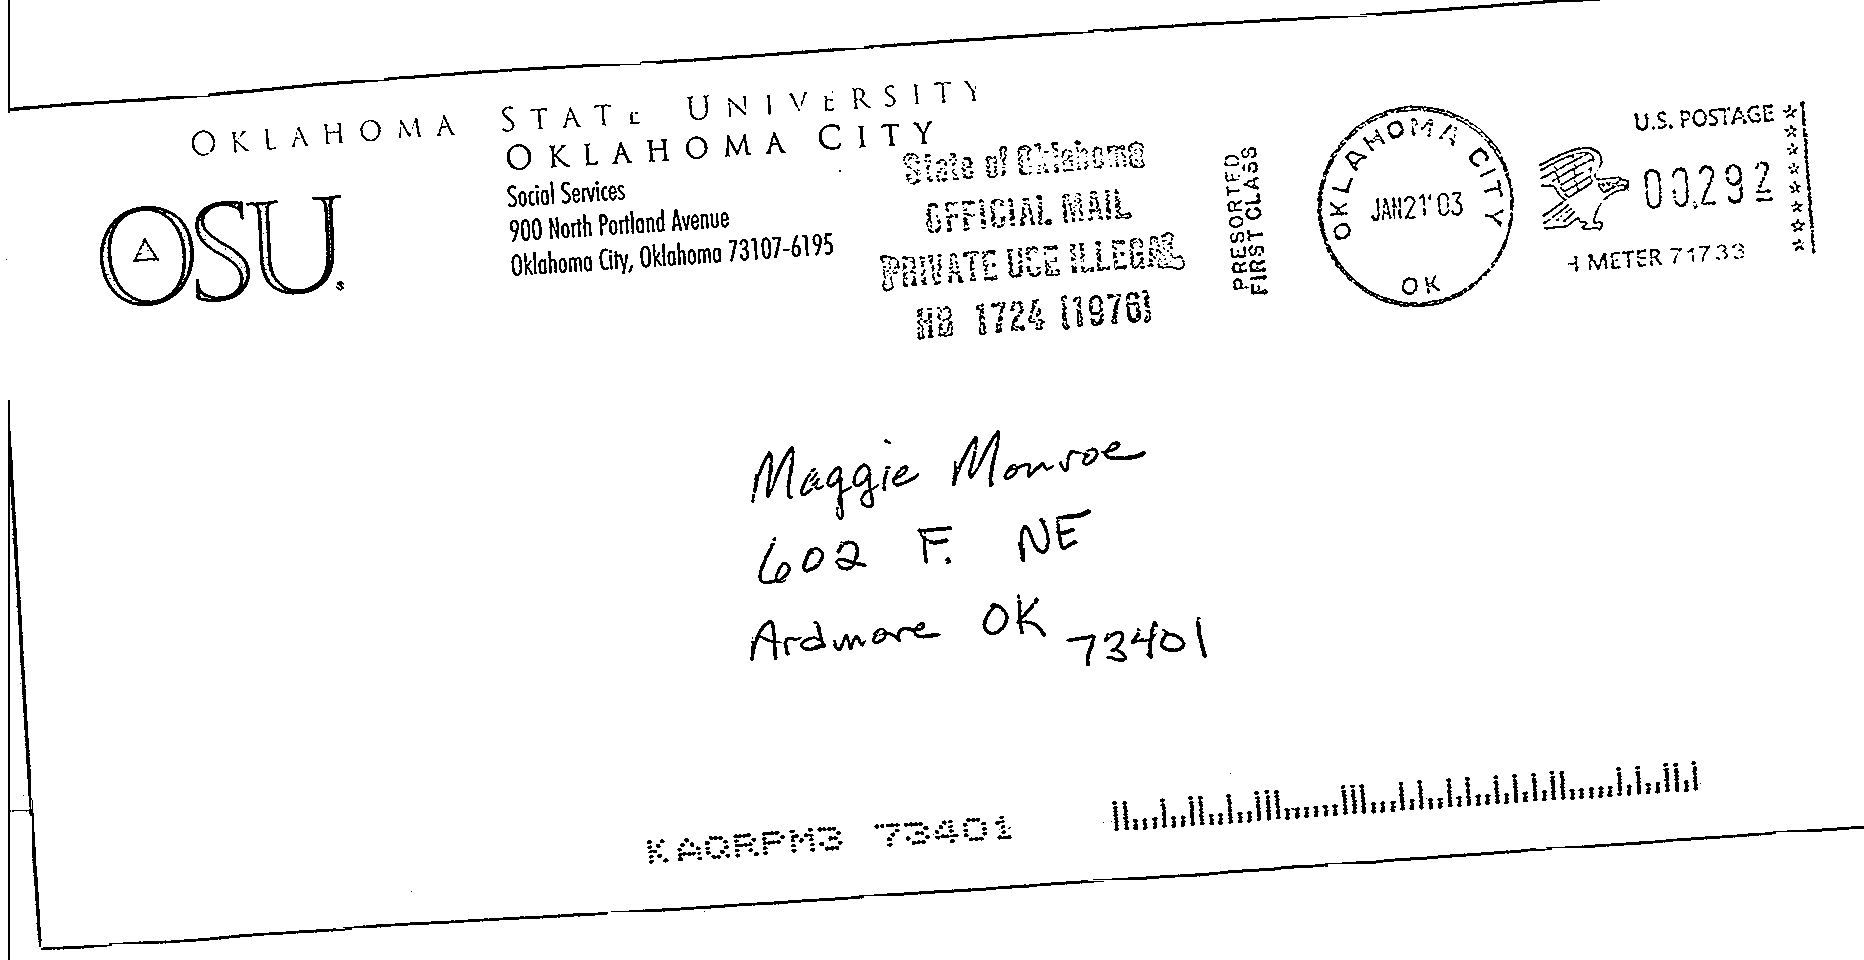 OKLAHOMA STATE UNIVERSITY
OKLAHOMA CITY
OSU.
Social Services
900 North Portland Avenue
Oklahoma City, Oklahoma 73107-6195
State of Oklahoma
OFFICIAL MAIL
PRIVATE UCE ILLEGAL
HB 1724 (1976)
PRESORTED
FIRST CLASS
OKLAHOMA CITY
JAN 21 '03
OK
U.S. POSTAGE
00.292
H METER 71733
Maggie Monroe
602 F. NE
Ardmore OK 73401
KAQRPM3 73401